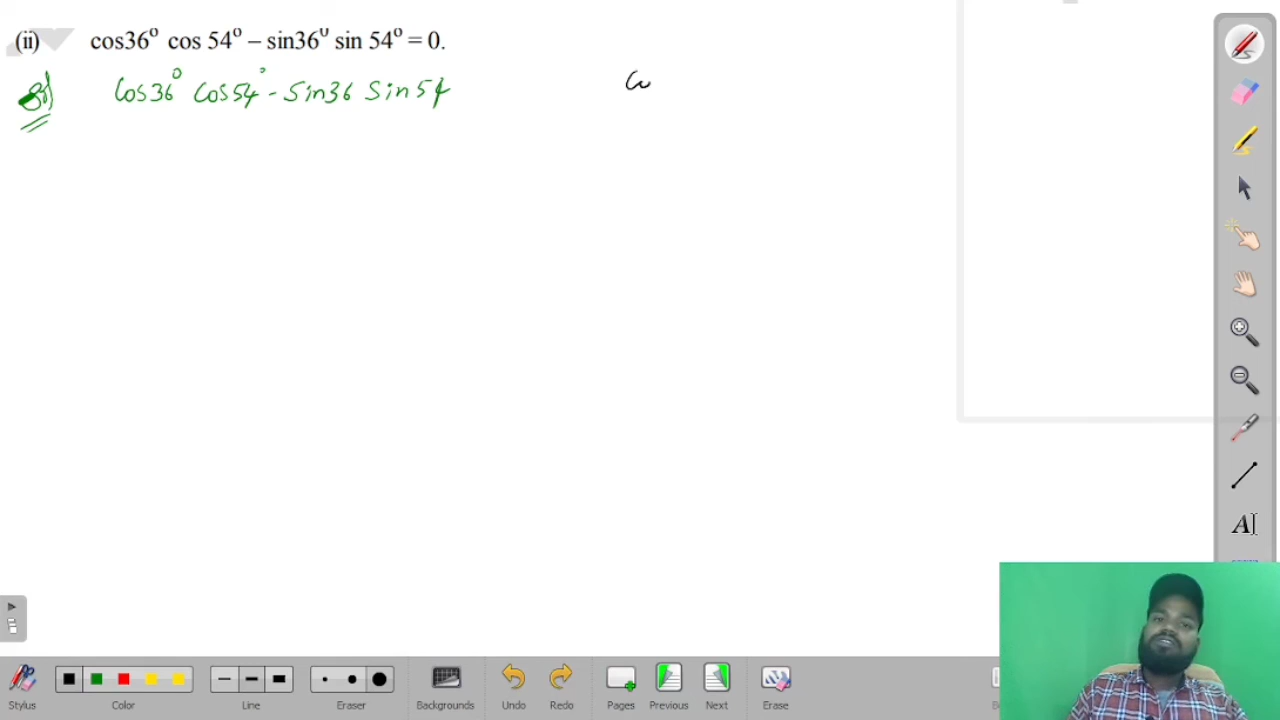 (ii) cos36° cos 54° – sin36° sin 54° = 0.
Sol cos36° cos54° - sin36 sin54
co
A
Stylus Color Line Eraser Backgrounds Undo Redo Pages Previous Next Erase